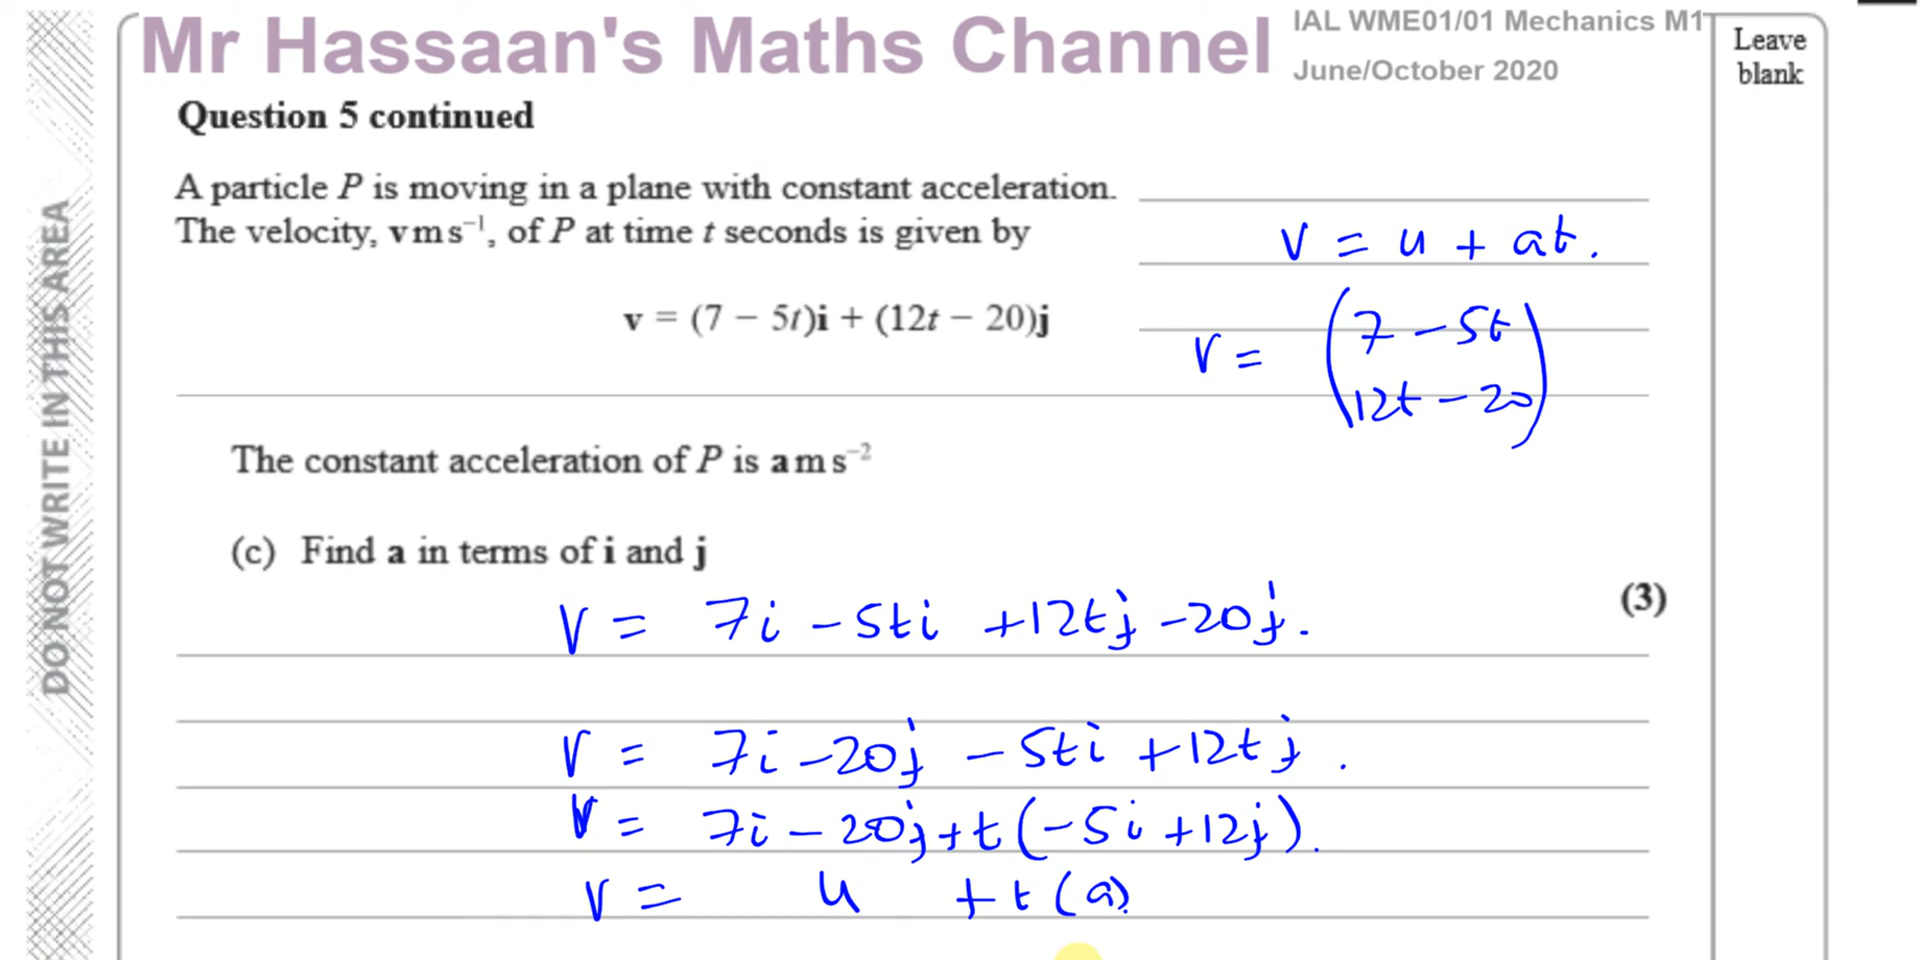 Mr Hassaan's Maths Channel
IAL WME01/01 Mechanics M1
June/October 2020
Leave
blank
DO NOT WRITE IN THIS AREA
Question 5 continued
A particle P is moving in a plane with constant acceleration.
The velocity, v m s⁻¹, of P at time t seconds is given by
v = (7 − 5t)i + (12t − 20)j
v = u + at.
v = (7 − 5t
12t − 20)
The constant acceleration of P is a m s⁻²
(c) Find a in terms of i and j
(3)
v = 7i − 5ti + 12tj − 20j.
v = 7i − 20j − 5ti + 12tj.
v = 7i − 20j + t(−5i + 12j).
v = u + t(a).